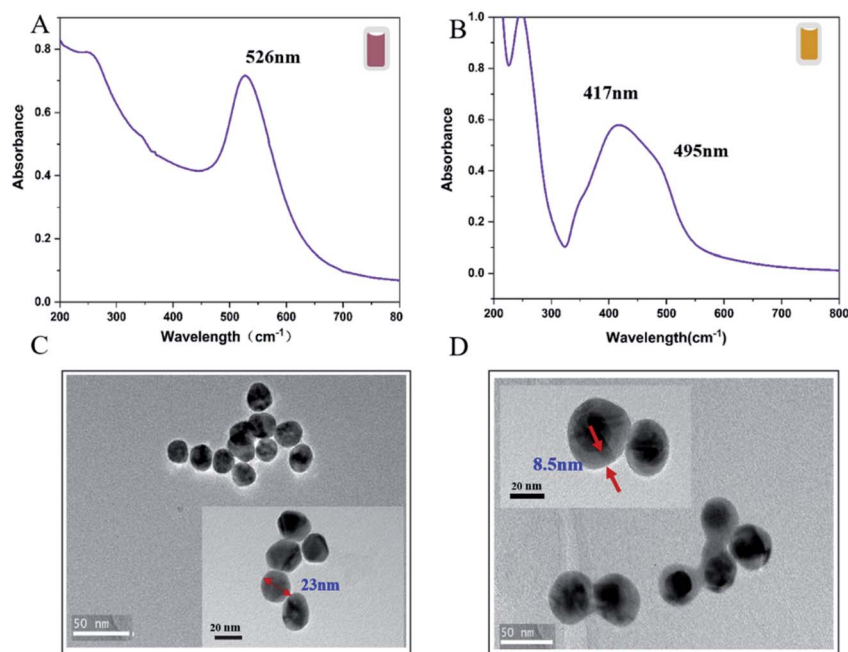 A
526nm
0.8
0.6
0.4
0.2
0.0
Absorbance
200 300 400 500 600 700 80
Wavelength（cm⁻¹）
B
417nm
495nm
1.0
0.8
0.6
0.4
0.2
0.0
Absorbance
200 300 400 500 600 700 800
Wavelength(cm⁻¹)
C
23nm
20 nm
50 nm
D
8.5nm
20 nm
50 nm